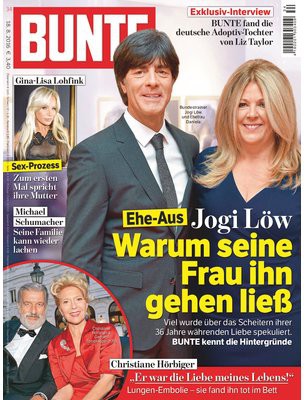 Exklusiv-Interview
BUNTE fand die
deutsche Adoptiv-Tochter
von Liz Taylor
18.8.2016 € 3,40
BUNTE
Gina-Lisa Lohfink
Sex-Prozess
Zum ersten
Mal spricht
ihre Mutter
Michael
Schumacher
Seine Familie
kann wieder
lachen
Bundestrainer
Jogi Löw
und Ehefrau
Daniela
Ehe-Aus Jogi Löw
Warum seine
Frau ihn
gehen ließ
Viel wurde über das Scheitern ihrer
36 Jahre währenden Liebe spekuliert.
BUNTE kennt die Hintergründe
Christiane Hörbiger
„Er war die Liebe meines Lebens!“
Lungen-Embolie – sie fand ihn tot im Bett